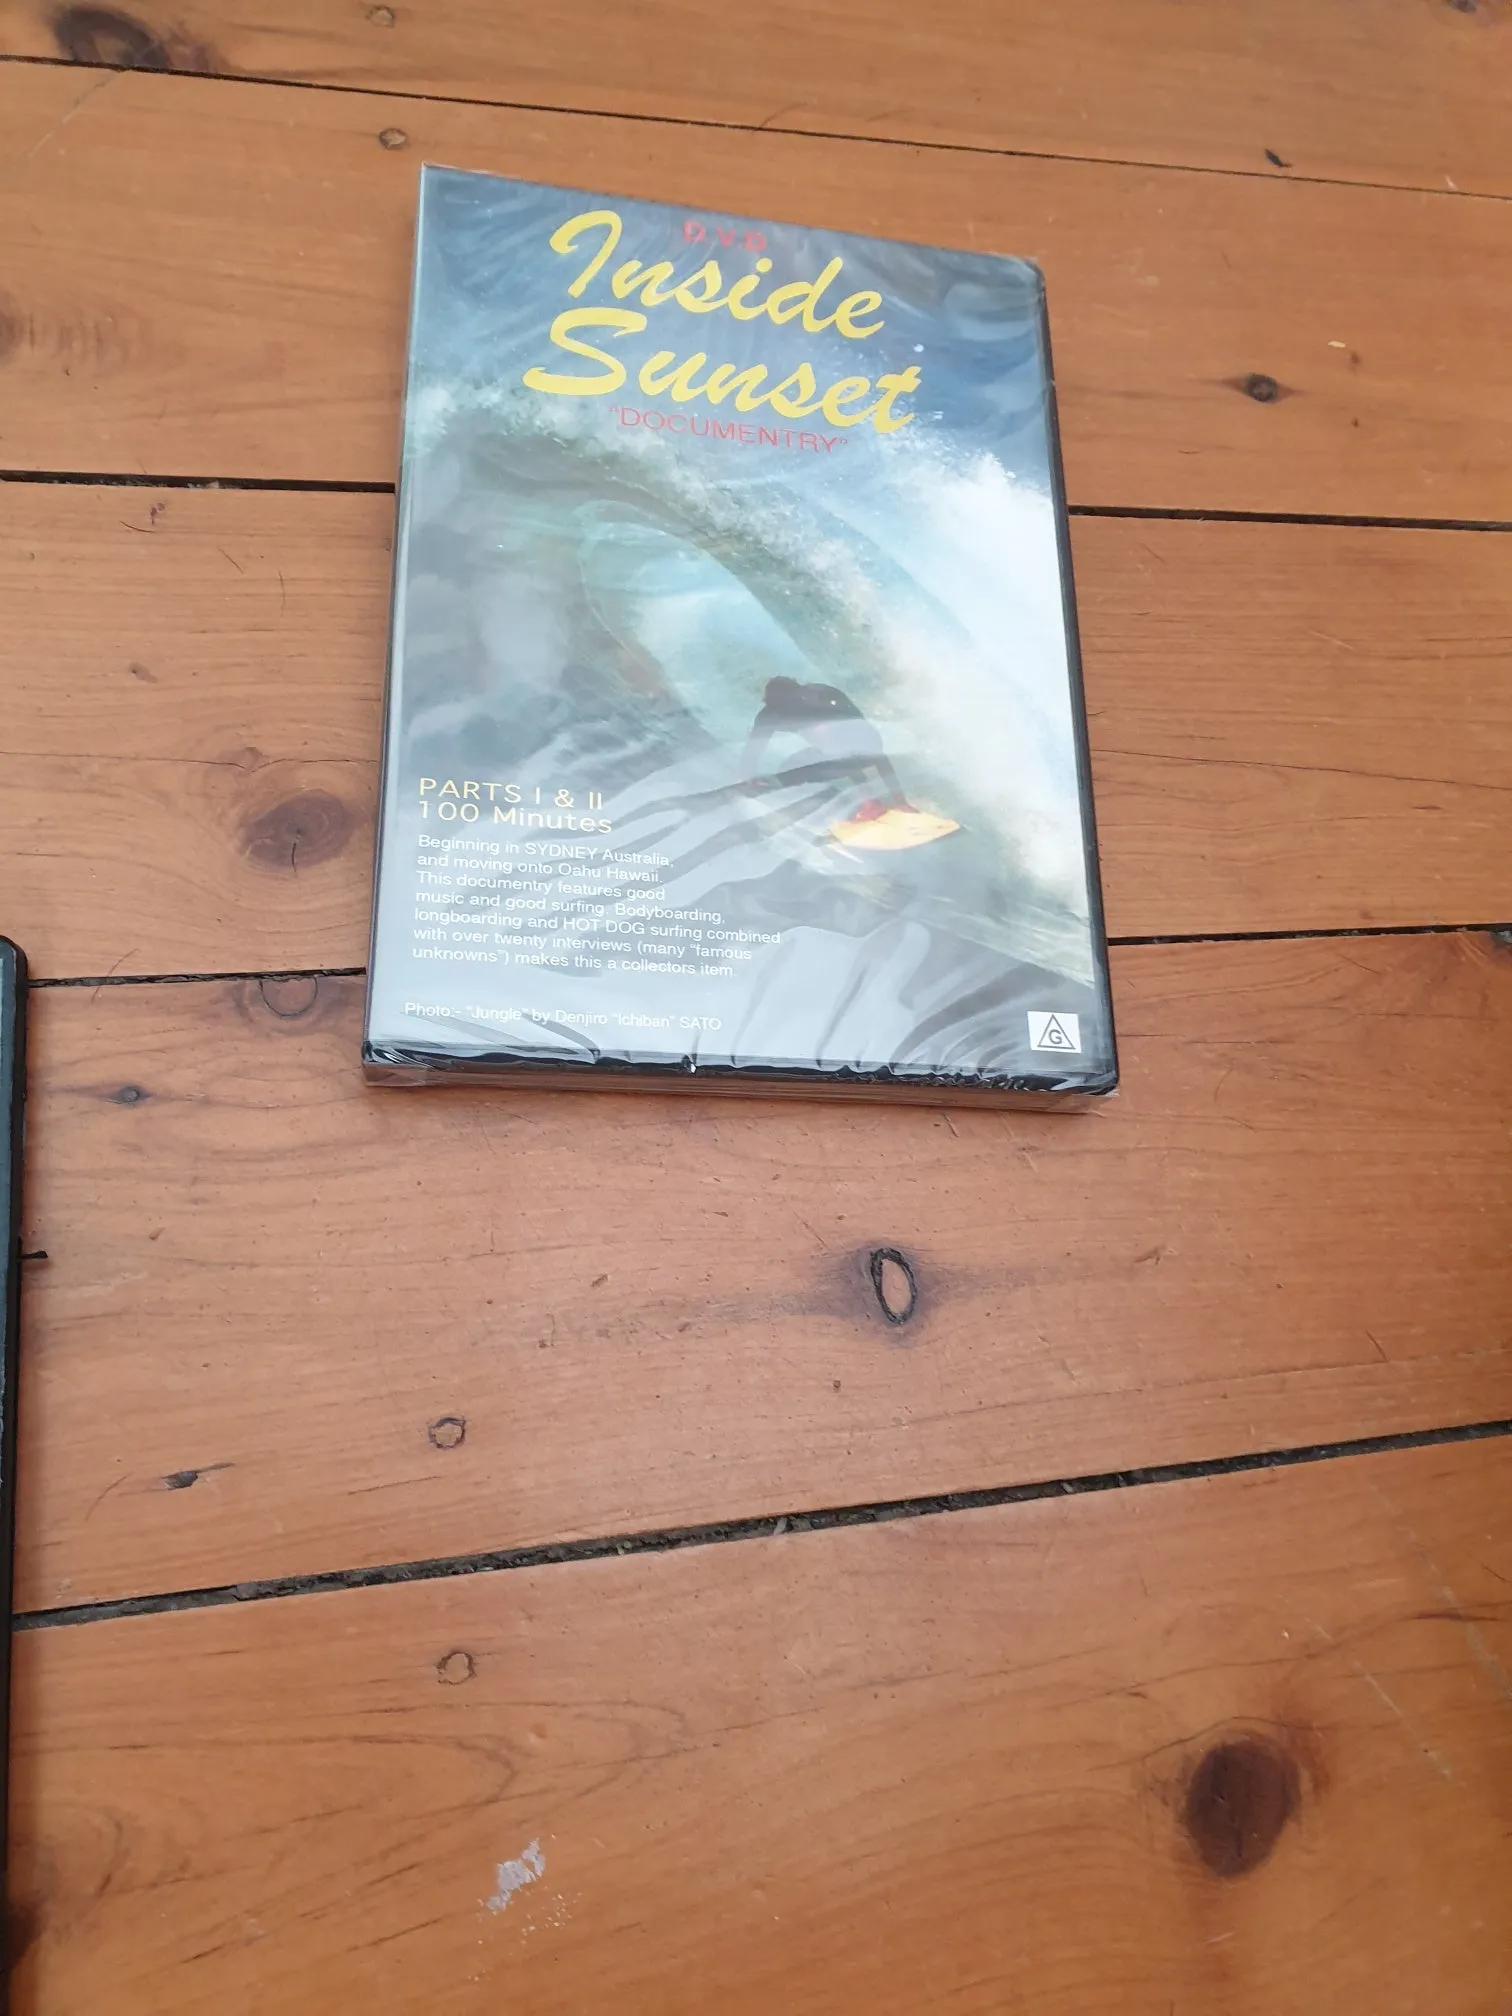 D.V.D
Inside
Sunset
"DOCUMENTRY"
PARTS I & II
100 Minutes
Beginning in SYDNEY Australia,
and moving onto Oahu Hawaii.
This documentry features good
music and good surfing. Bodyboarding,
longboarding and HOT DOG surfing combined
with over twenty interviews (many "famous
unknowns") makes this a collectors item.
Photo:- "Jungle" by Denjiro "Ichiban" SATO
G